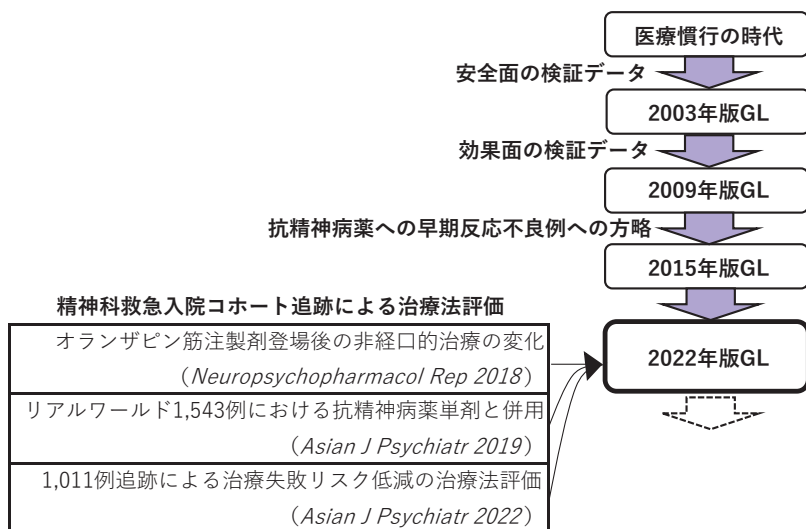 医療慣行の時代
安全面の検証データ
2003年版GL
効果面の検証データ
2009年版GL
抗精神病薬への早期反応不良例への方略
2015年版GL
精神科救急入院コホート追跡による治療法評価
オランザピン筋注製剤登場後の非経口的治療の変化
（Neuropsychopharmacol Rep 2018）
リアルワールド1,543例における抗精神病薬単剤と併用
（Asian J Psychiatr 2019）
1,011例追跡による治療失敗リスク低減の治療法評価
（Asian J Psychiatr 2022）
2022年版GL